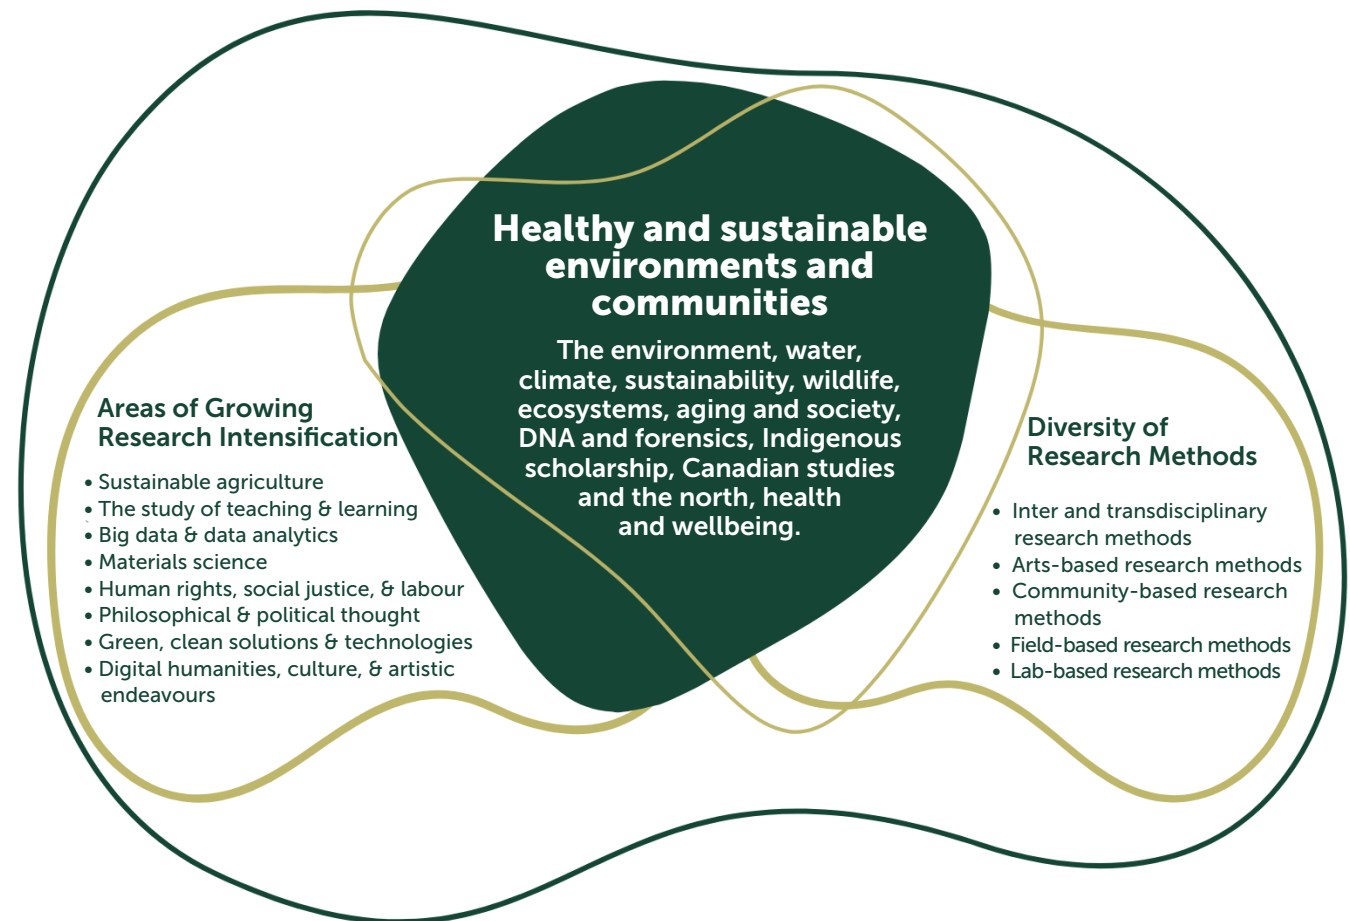 Healthy and sustainable
environments and
communities
The environment, water,
climate, sustainability, wildlife,
ecosystems, aging and society,
DNA and forensics, Indigenous
scholarship, Canadian studies
and the north, health
and wellbeing.
Areas of Growing
Research Intensification
• Sustainable agriculture
• The study of teaching & learning
• Big data & data analytics
• Materials science
• Human rights, social justice, & labour
• Philosophical & political thought
• Green, clean solutions & technologies
• Digital humanities, culture, & artistic
endeavours
Diversity of
Research Methods
• Inter and transdisciplinary
research methods
• Arts-based research methods
• Community-based research
methods
• Field-based research methods
• Lab-based research methods